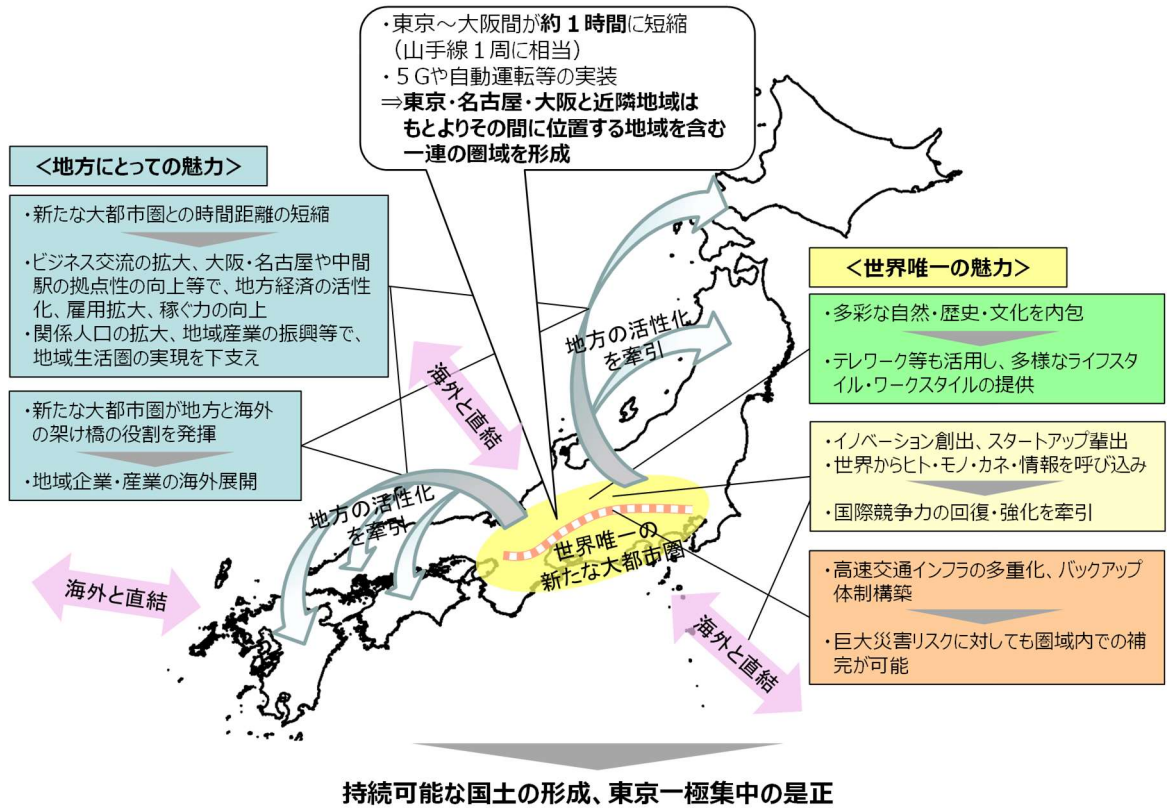 ・東京～大阪間が約１時間に短縮
（山手線１周に相当）
・５Gや自動運転等の実装
⇒東京・名古屋・大阪と近隣地域は
もとよりその間に位置する地域を含む
一連の圏域を形成
＜地方にとっての魅力＞
・新たな大都市圏との時間距離の短縮
・ビジネス交流の拡大、大阪・名古屋や中間
駅の拠点性の向上等で、地方経済の活性
化、雇用拡大、稼ぐ力の向上
・関係人口の拡大、地域産業の振興等で、
地域生活圏の実現を下支え
・新たな大都市圏が地方と海外
の架け橋の役割を発揮
・地域企業・産業の海外展開
地方の活性化
を牽引
海外と直結
地方の活性化
を牽引
海外と直結
世界唯一の
新たな大都市圏
海外と直結
＜世界唯一の魅力＞
・多彩な自然・歴史・文化を内包
・テレワーク等も活用し、多様なライフスタ
イル・ワークスタイルの提供
・イノベーション創出、スタートアップ輩出
・世界からヒト・モノ・カネ・情報を呼び込み
・国際競争力の回復・強化を牽引
・高速交通インフラの多重化、バックアップ
体制構築
・巨大災害リスクに対しても圏域内での補
完が可能
持続可能な国土の形成、東京一極集中の是正